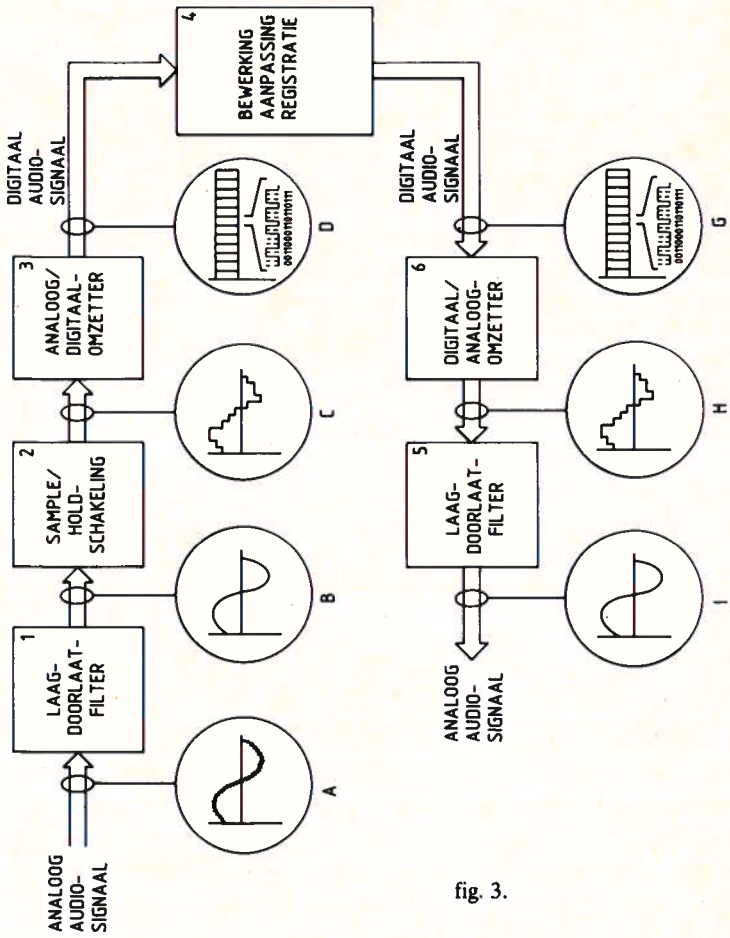 ANALOOG
AUDIO-
SIGNAAL
1
LAAG-
DOORLAAT-
FILTER
2
SAMPLE/
HOLD-
SCHAKELING
3
ANALOOG/
DIGITAAL-
OMZETTER
DIGITAAL
AUDIO-
SIGNAAL
4
BEWERKING
AANPASSING
REGISTRATIE
A
B
C
D
0011000110110111
DIGITAAL
AUDIO-
SIGNAAL
6
DIGITAAL/
ANALOOG-
OMZETTER
5
LAAG-
DOORLAAT-
FILTER
ANALOOG
AUDIO-
SIGNAAL
0011000110110111
G
H
I
fig. 3.